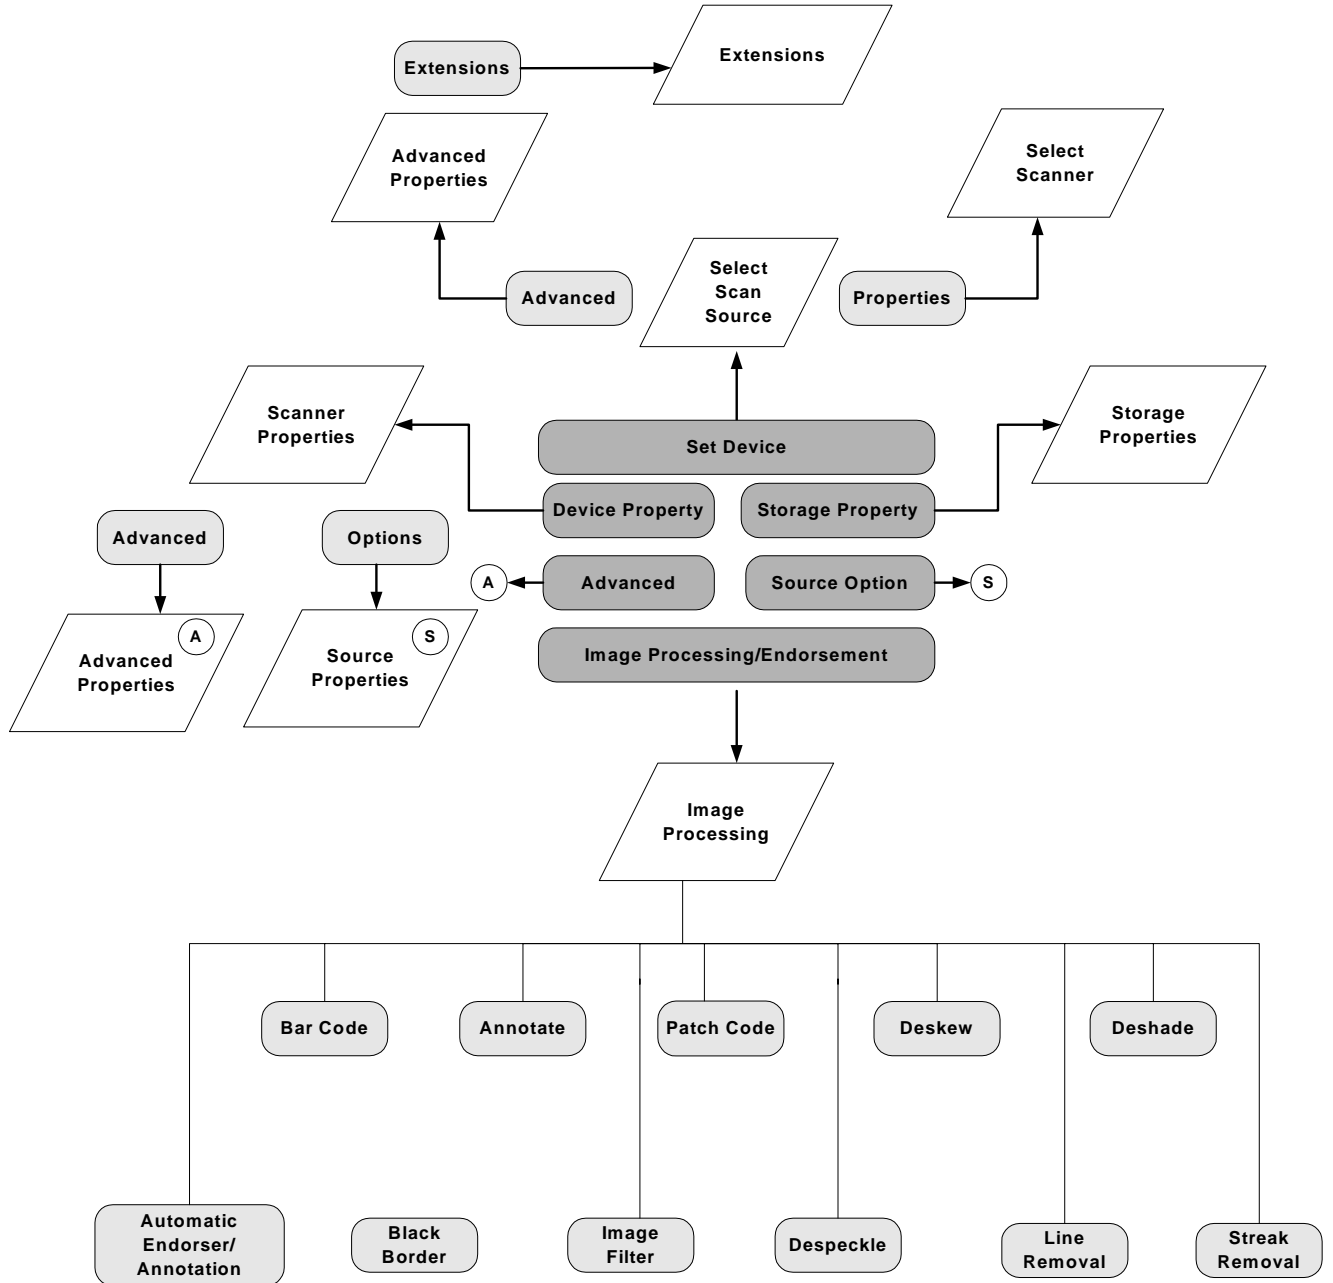 Extensions
Extensions
Advanced
Properties
Select
Scanner
Advanced
Select
Scan
Source
Properties
Scanner
Properties
Storage
Properties
Set Device
Device Property
Storage Property
Advanced
Options
A
Advanced
Source Option
S
A
Advanced
Properties
S
Source
Properties
Image Processing/Endorsement
Image
Processing
Bar Code
Annotate
Patch Code
Deskew
Deshade
Automatic
Endorser/
Annotation
Black
Border
Image
Filter
Despeckle
Line
Removal
Streak
Removal